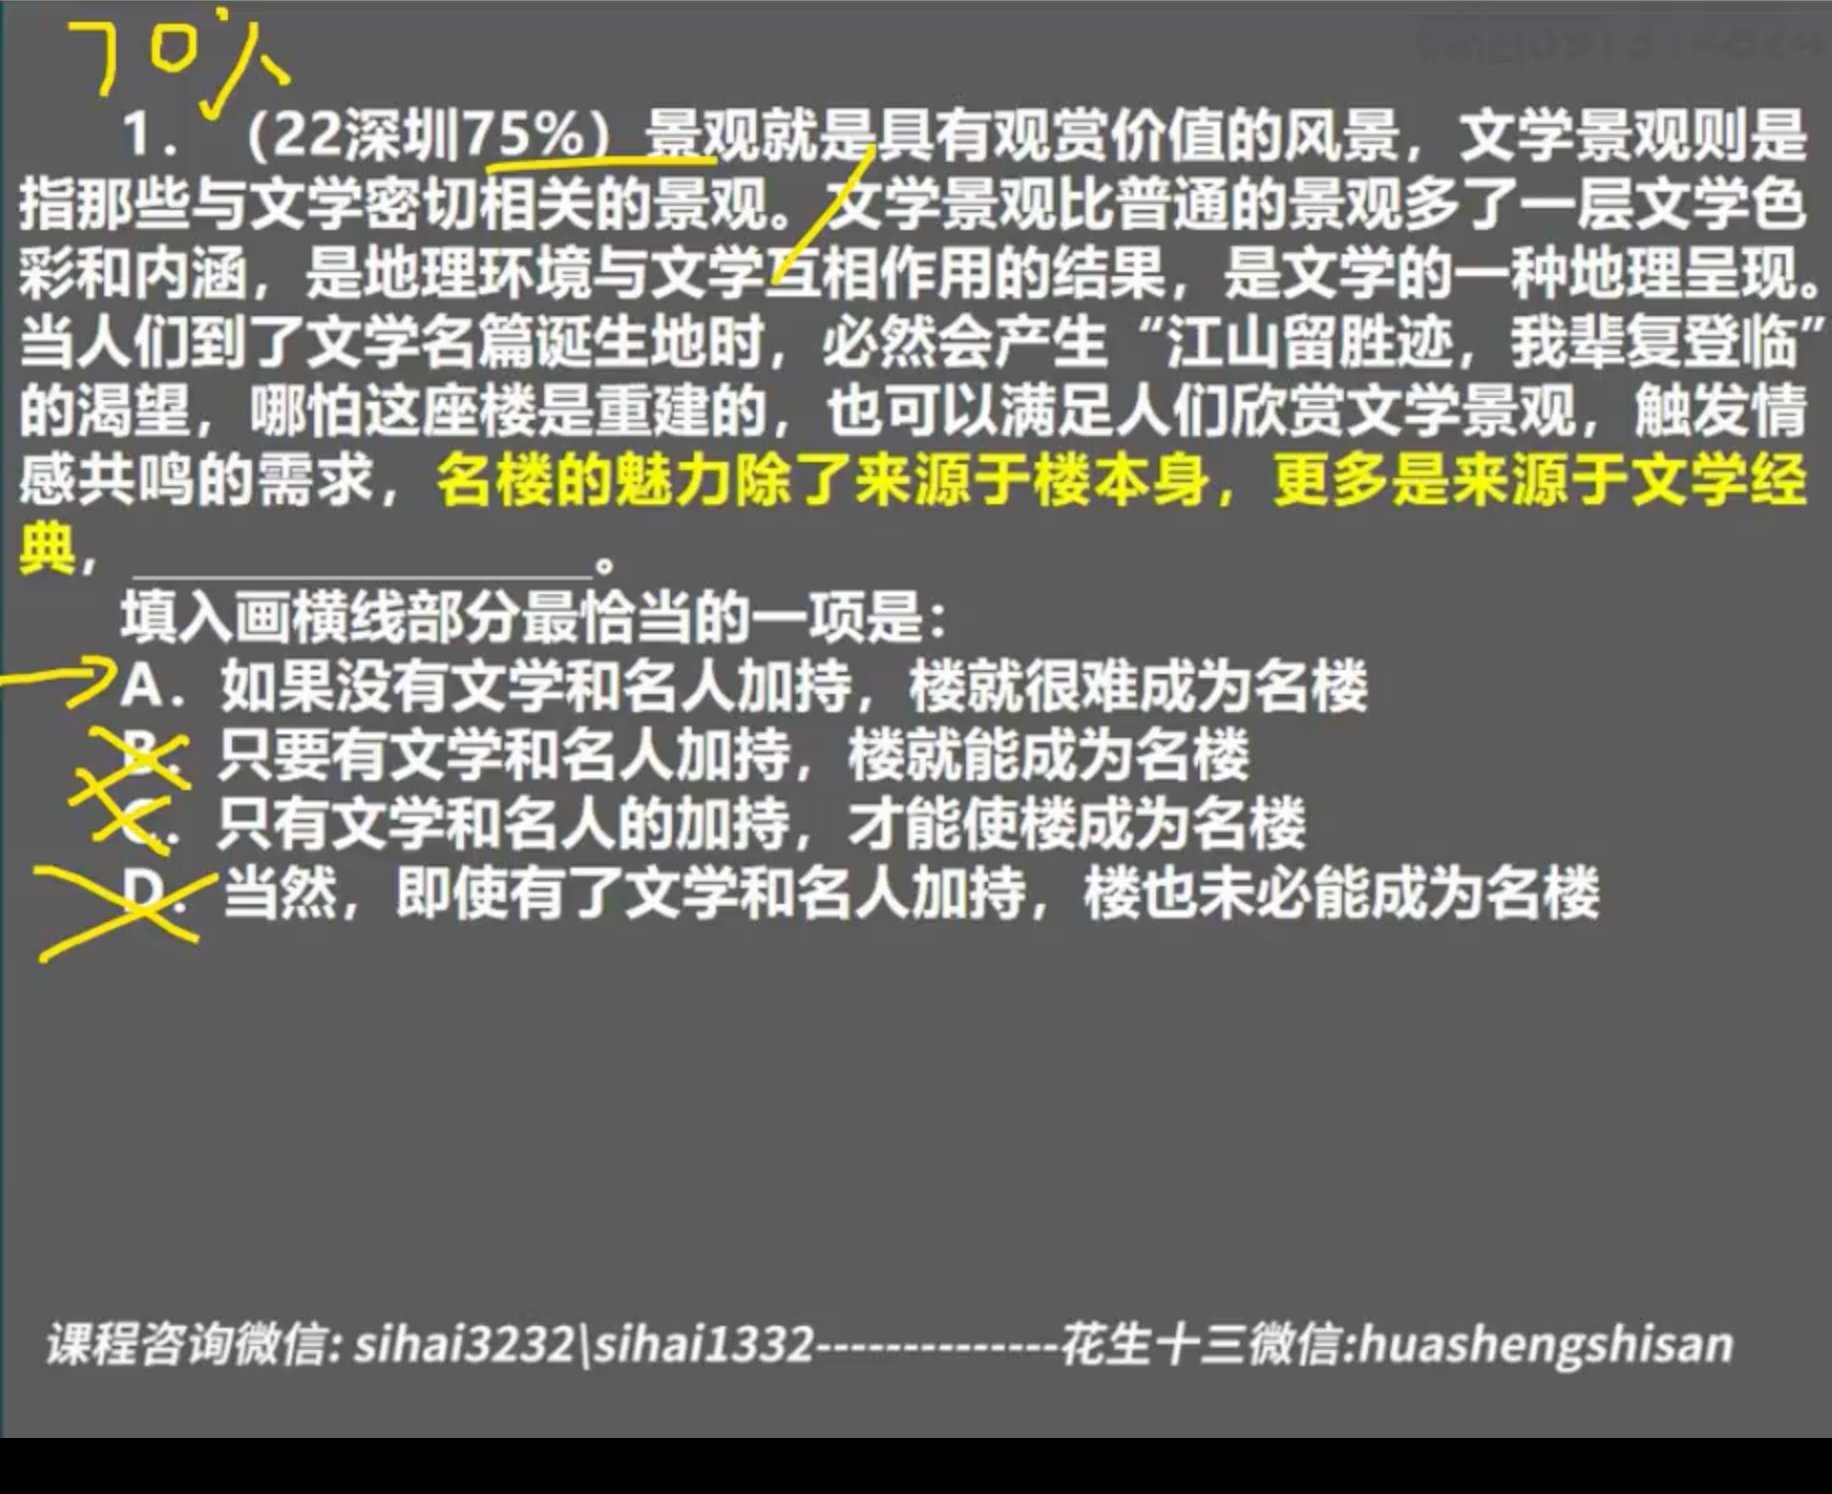 70%
1. （22深圳75%）景观就是具有观赏价值的风景，文学景观则是
指那些与文学密切相关的景观。文学景观比普通的景观多了一层文学色
彩和内涵，是地理环境与文学互相作用的结果，是文学的一种地理呈现。
当人们到了文学名篇诞生地时，必然会产生“江山留胜迹，我辈复登临”
的渴望，哪怕这座楼是重建的，也可以满足人们欣赏文学景观，触发情
感共鸣的需求，名楼的魅力除了来源于楼本身，更多是来源于文学经
典，________________。
填入画横线部分最恰当的一项是：
A. 如果没有文学和名人加持，楼就很难成为名楼
B. 只要有文学和名人加持，楼就能成为名楼
C. 只有文学和名人的加持，才能使楼成为名楼
D. 当然，即使有了文学和名人加持，楼也未必能成为名楼
课程咨询微信: sihai3232\sihai1332--------------花生十三微信:huashengshisan